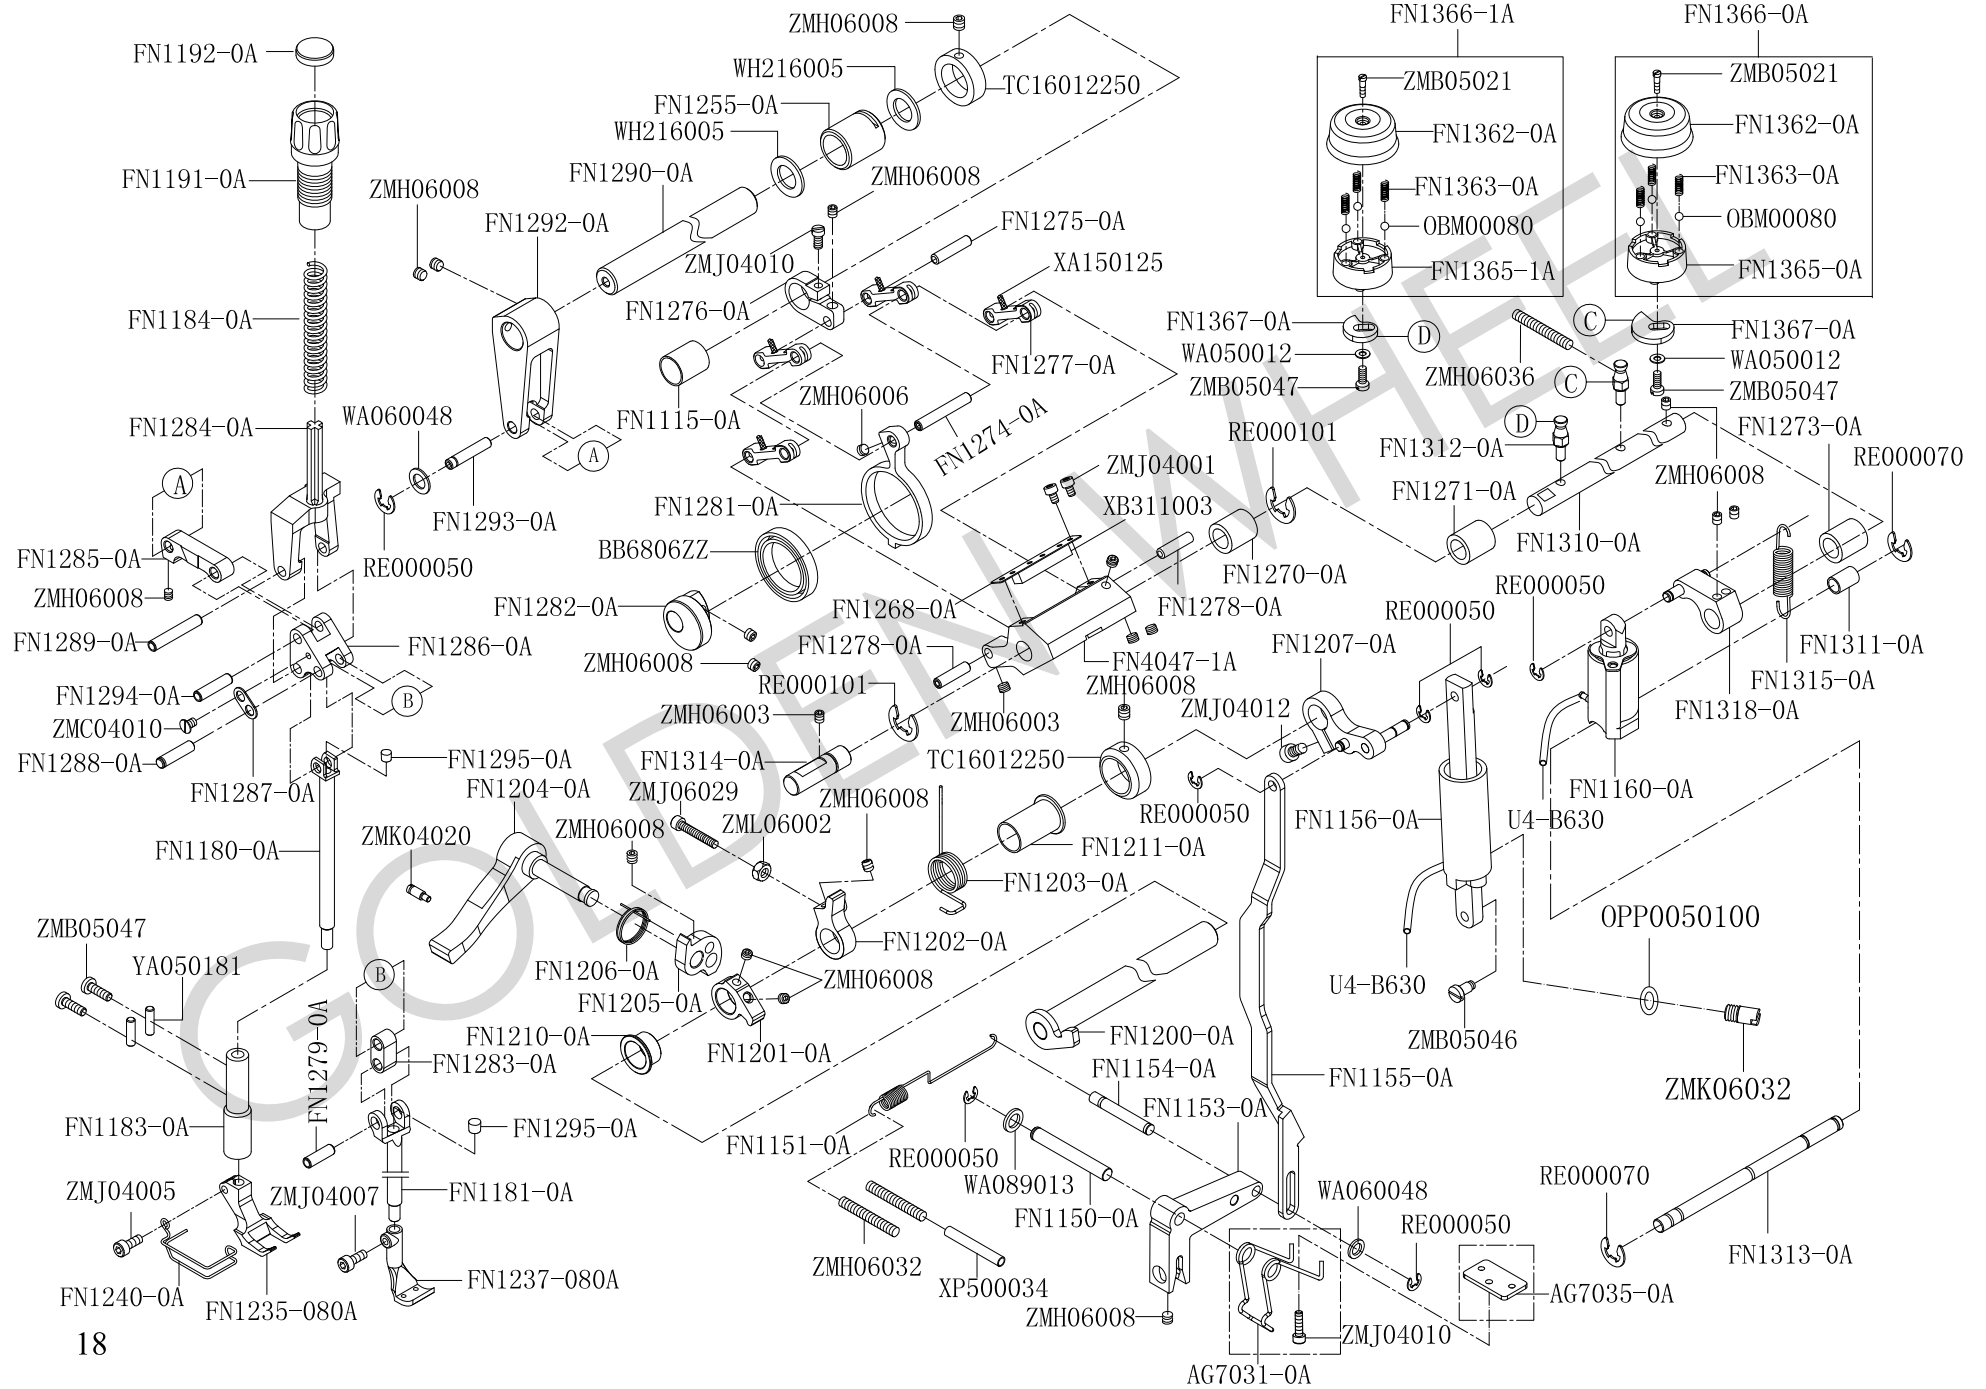 FN1366-1A
FN1366-0A
ZMH06008
FN1192-0A
WH216005
TC16012250
FN1255-0A
WH216005
FN1290-0A
ZMB05021
ZMB05021
FN1362-0A
FN1362-0A
FN1363-0A
FN1363-0A
OBM00080
OBM00080
FN1365-1A
FN1365-0A
FN1191-0A
ZMH06008
FN1292-0A
ZMH06008
FN1275-0A
ZMJ04010
XA150125
FN1276-0A
FN1277-0A
FN1115-0A
ZMH06006
FN1274-0A
FN1184-0A
FN1367-0A
D
C
FN1367-0A
WA050012
WA050012
ZMB05047
ZMH06036
C
ZMB05047
FN1284-0A
WA060048
A
RE000101
D
FN1312-0A
FN1273-0A
ZMH06008
RE000070
A
FN1293-0A
FN1281-0A
ZMJ04001
XB311003
FN1271-0A
FN1310-0A
FN1285-0A
RE000050
BB6806ZZ
FN1270-0A
ZMH06008
FN1282-0A
FN1268-0A
FN1278-0A
RE000050
RE000050
FN1289-0A
FN1286-0A
FN1278-0A
FN1207-0A
FN1311-0A
ZMH06008
FN4047-1A
ZMH06008
FN1315-0A
FN1294-0A
B
RE000101
FN1318-0A
ZMC04010
ZMH06003
ZMH06003
ZMJ04012
FN1288-0A
FN1295-0A
FN1314-0A
TC16012250
FN1287-0A
FN1204-0A
ZMJ06029
ZMH06008
RE000050
FN1160-0A
FN1156-0A
U4-B630
ZMK04020
ZMH06008
ZML06002
FN1180-0A
FN1211-0A
FN1203-0A
ZMB05047
FN1202-0A
OPP0050100
YA050181
B
FN1206-0A
ZMH06008
U4-B630
FN1205-0A
FN1279-0A
FN1210-0A
FN1201-0A
FN1200-0A
ZMB05046
FN1283-0A
FN1154-0A
FN1155-0A
ZMK06032
FN1183-0A
FN1295-0A
FN1153-0A
FN1151-0A
RE000050
WA089013
ZMJ04005
ZMJ04007
FN1181-0A
FN1150-0A
WA060048
RE000050
RE000070
ZMH06032
XP500034
FN1313-0A
FN1240-0A
FN1235-080A
FN1237-080A
AG7035-0A
ZMH06008
ZMJ04010
AG7031-0A
18
GOLDEN WHEEL